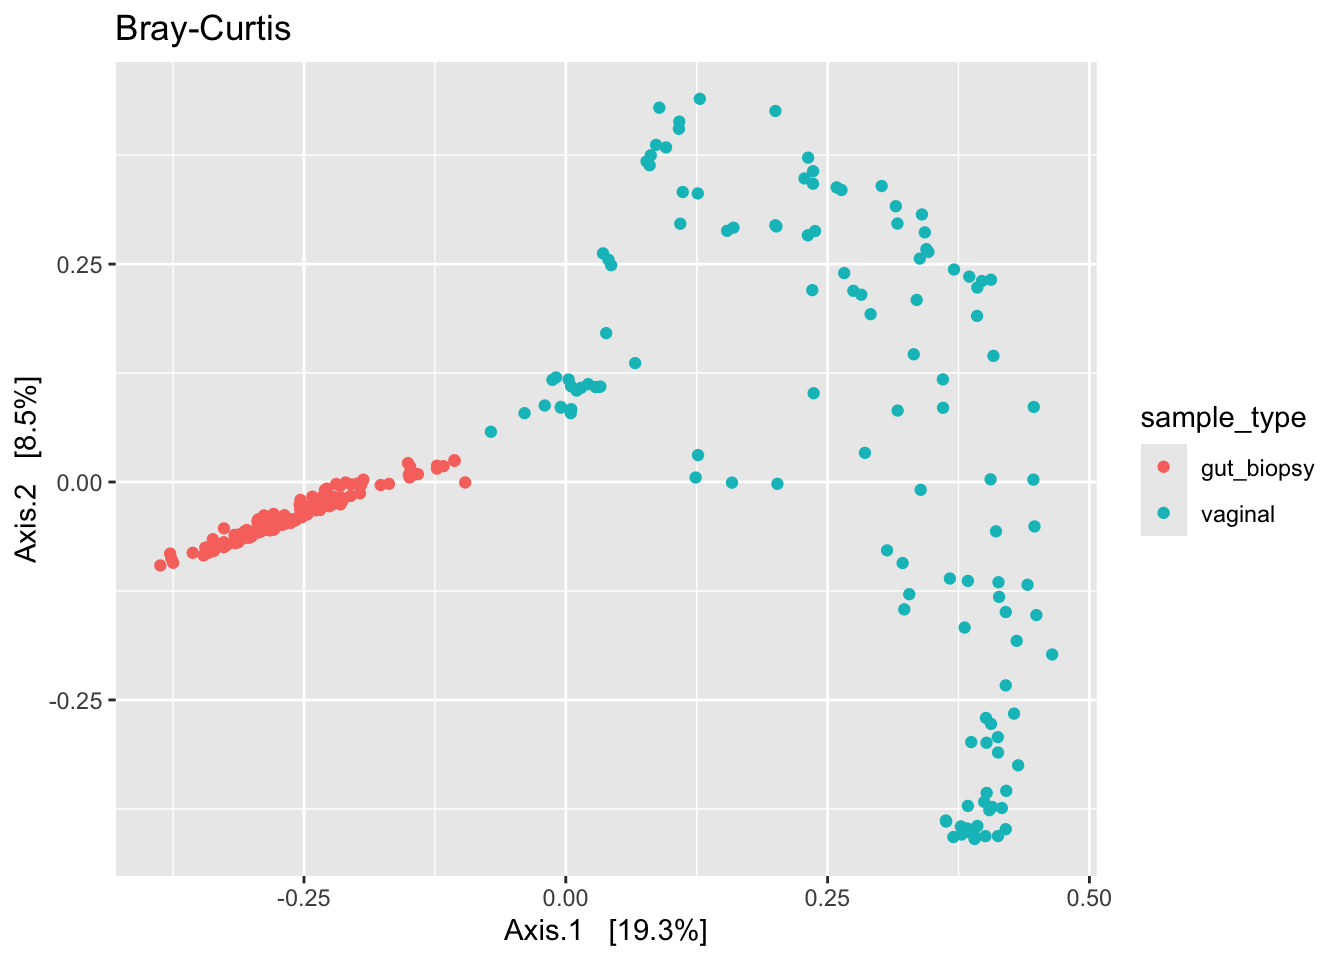 Bray-Curtis
Axis.2 [8.5%]
0.25
0.00
-0.25
-0.25
0.00
0.25
0.50
Axis.1 [19.3%]
sample_type
gut_biopsy
vaginal